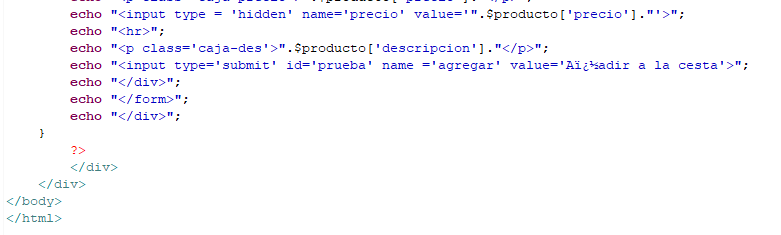 echo "<input type = 'hidden' name='precio' value='".$producto['precio']."'>";
echo "<hr>";
echo "<p class='caja-des'>".$producto['descripcion']."</p>";
echo "<input type='submit' id='prueba' name ='agregar' value='Aï¿½adir a la cesta'>";
echo "</div>";
echo "</form>";
echo "</div>";
}
?>
</div>
</div>
</body>
</html>